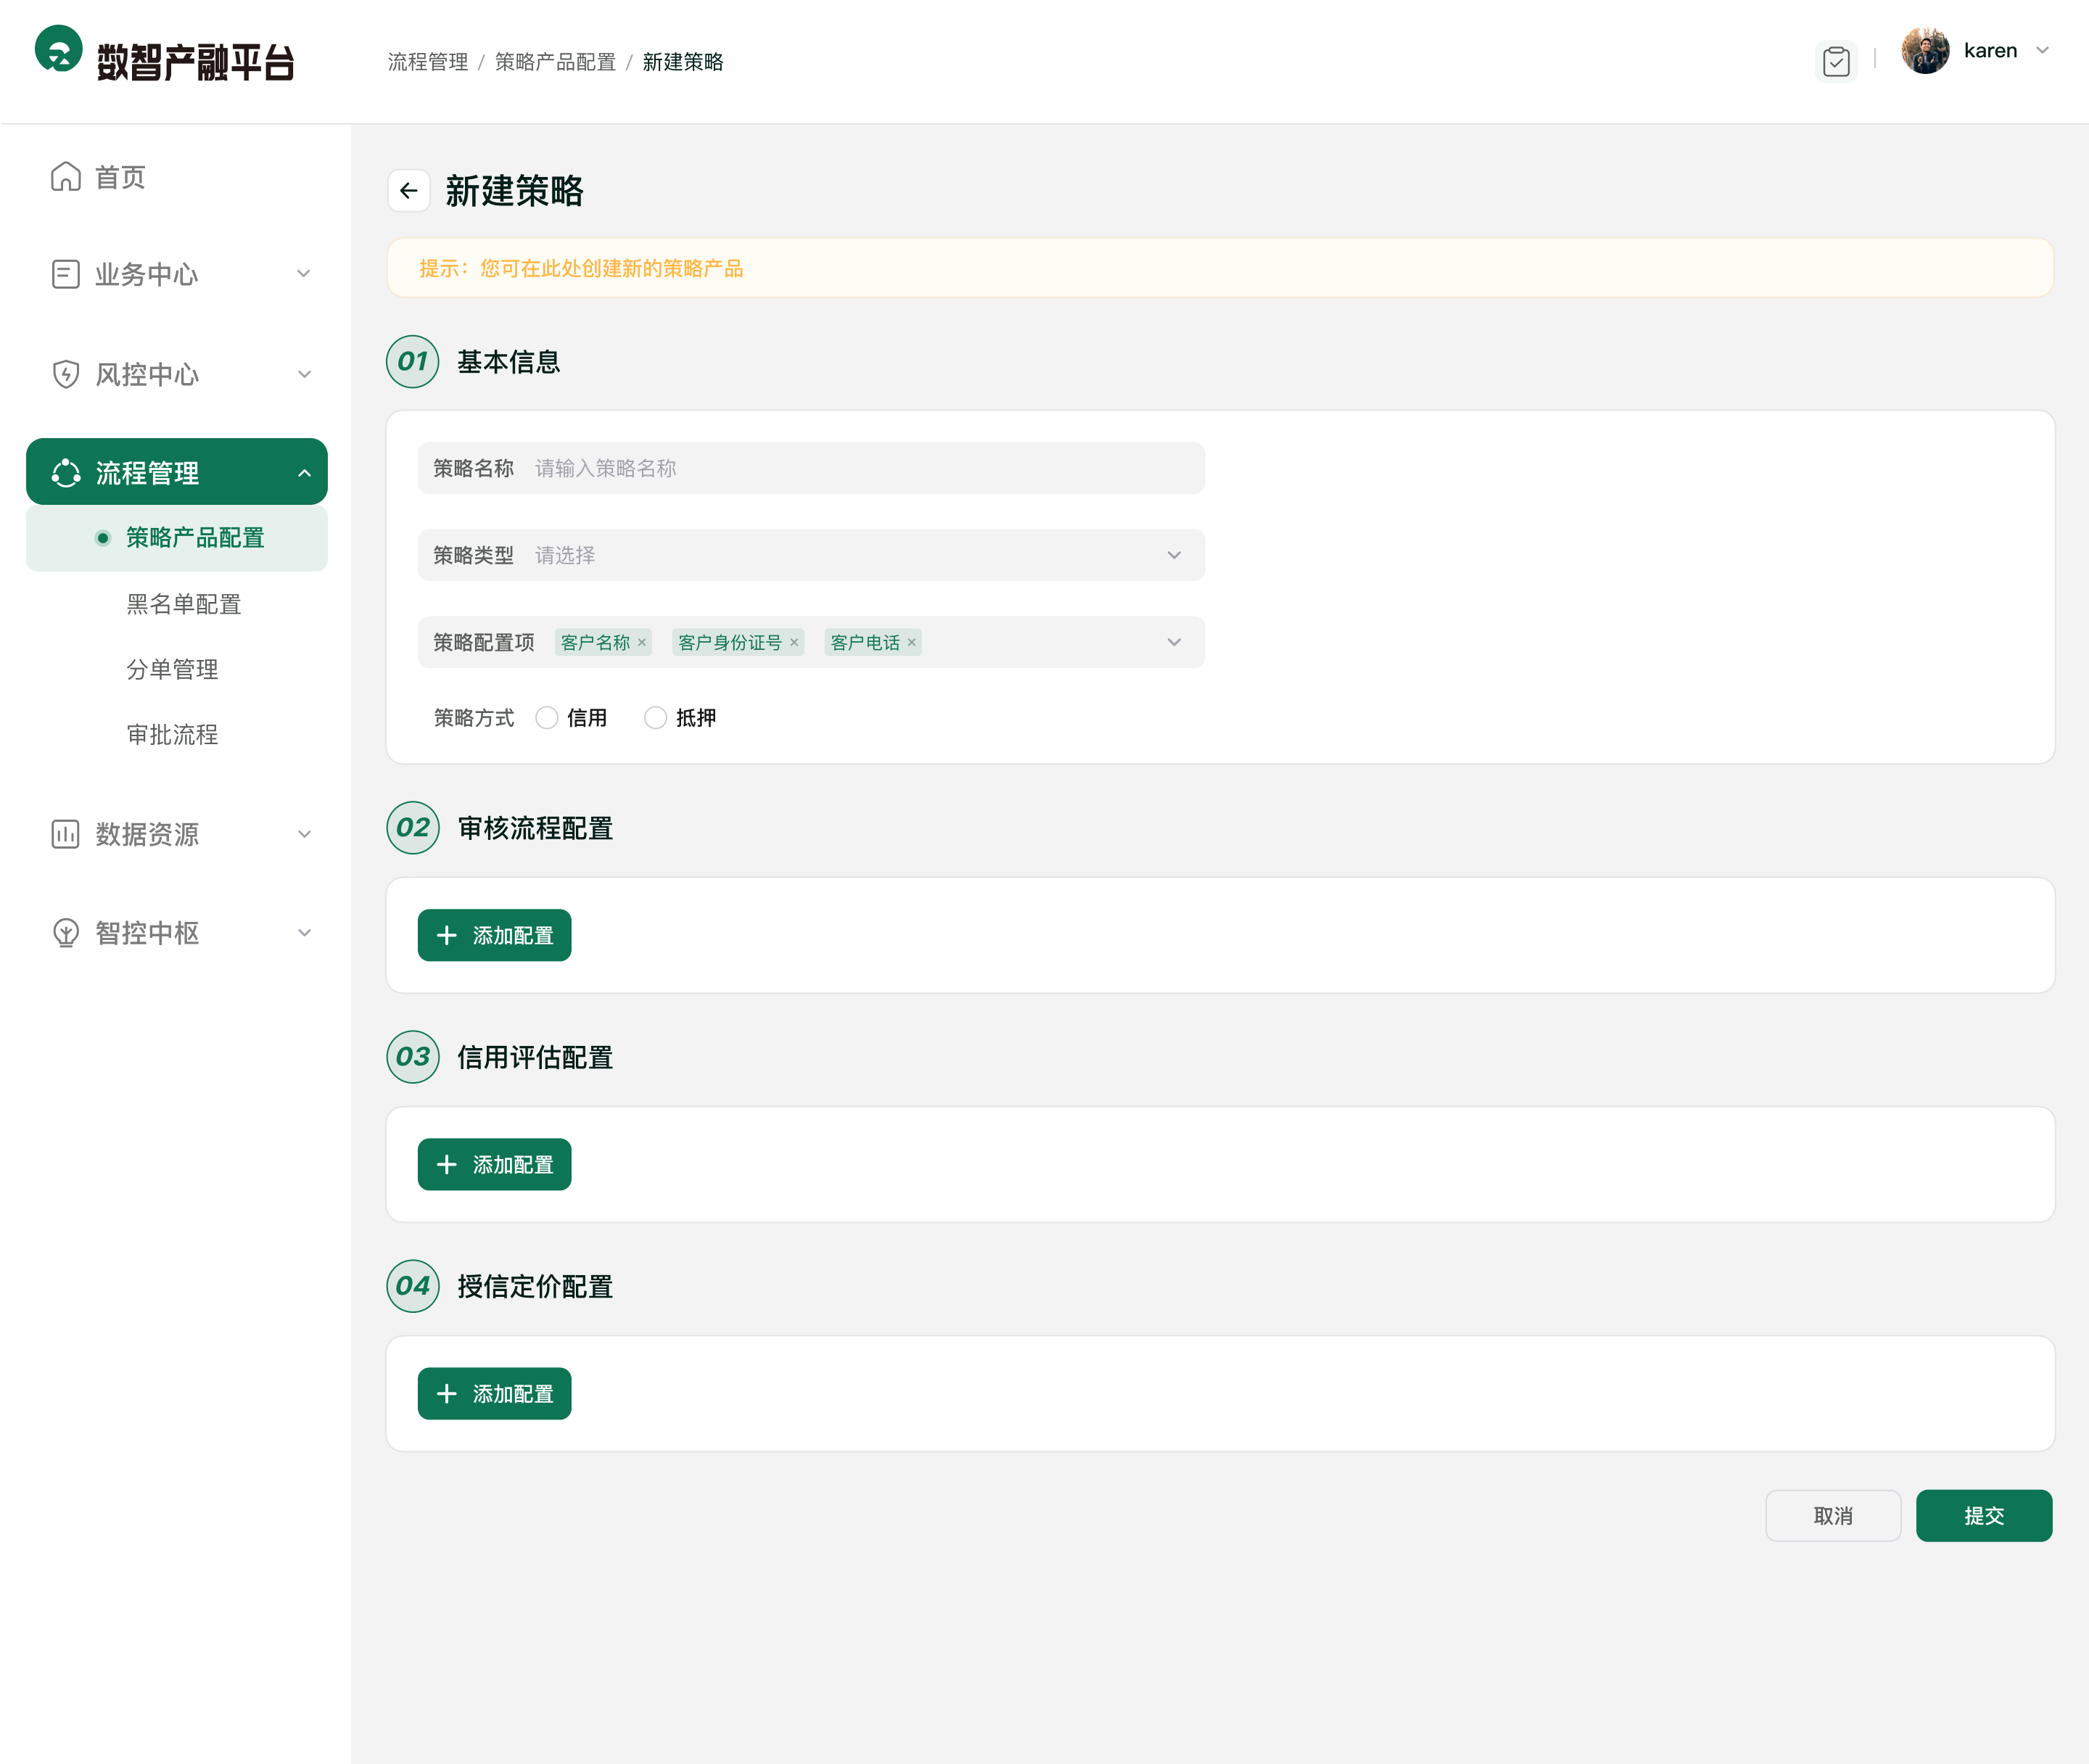 数智产融平台
流程管理 / 策略产品配置 / 新建策略
karen
首页
业务中心
风控中心
流程管理
策略产品配置
黑名单配置
分单管理
审批流程
数据资源
智控中枢
新建策略
提示：您可在此处创建新的策略产品
01 基本信息
策略名称 请输入策略名称
策略类型 请选择
策略配置项 客户名称 × 客户身份证号 × 客户电话 ×
策略方式 信用 抵押
02 审核流程配置
+ 添加配置
03 信用评估配置
+ 添加配置
04 授信定价配置
+ 添加配置
取消 提交